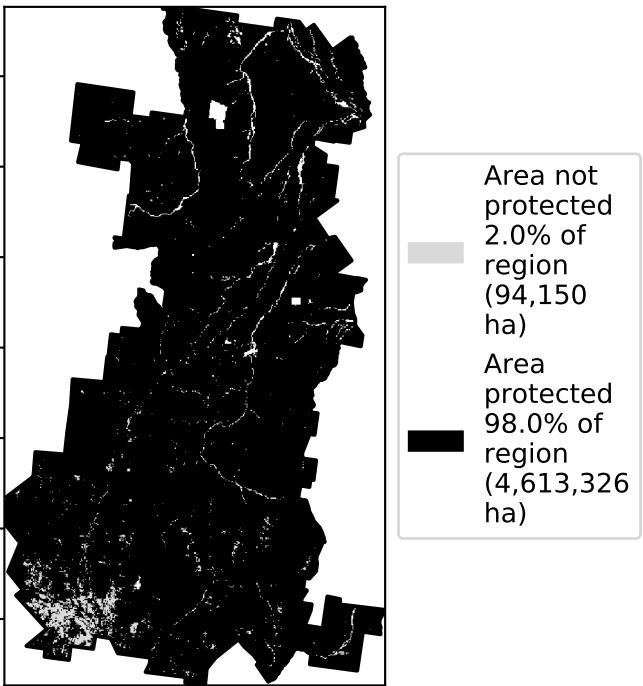 Area not
protected
2.0% of
region
(94,150
ha)
Area
protected
98.0% of
region
(4,613,326
ha)